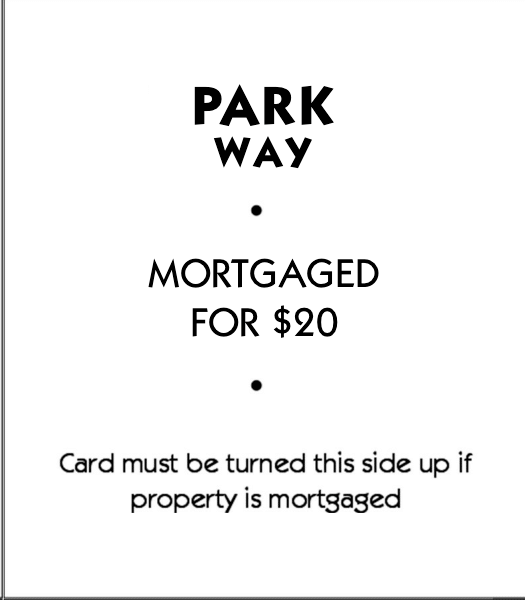 PARK
WAY
•
MORTGAGED
FOR $20
•
Card must be turned this side up if
property is mortgaged